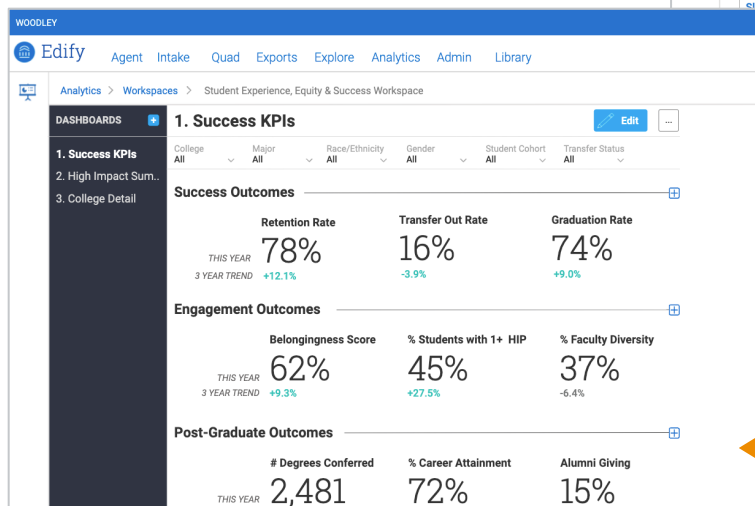 WOODLEY
Edify Agent Intake Quad Exports Explore Analytics Admin Library
Analytics > Workspaces > Student Experience, Equity & Success Workspace
DASHBOARDS +
1. Success KPIs
2. High Impact Sum..
3. College Detail
1. Success KPIs
Edit ...
College Major Race/Ethnicity Gender Student Cohort Transfer Status
All All All All All All
Success Outcomes
Retention Rate Transfer Out Rate Graduation Rate
THIS YEAR 78% 16% 74%
3 YEAR TREND +12.1% -3.9% +9.0%
Engagement Outcomes
Belongingness Score % Students with 1+ HIP % Faculty Diversity
THIS YEAR 62% 45% 37%
3 YEAR TREND +9.3% +27.5% -6.4%
Post-Graduate Outcomes
# Degrees Conferred % Career Attainment Alumni Giving
THIS YEAR 2,481 72% 15%